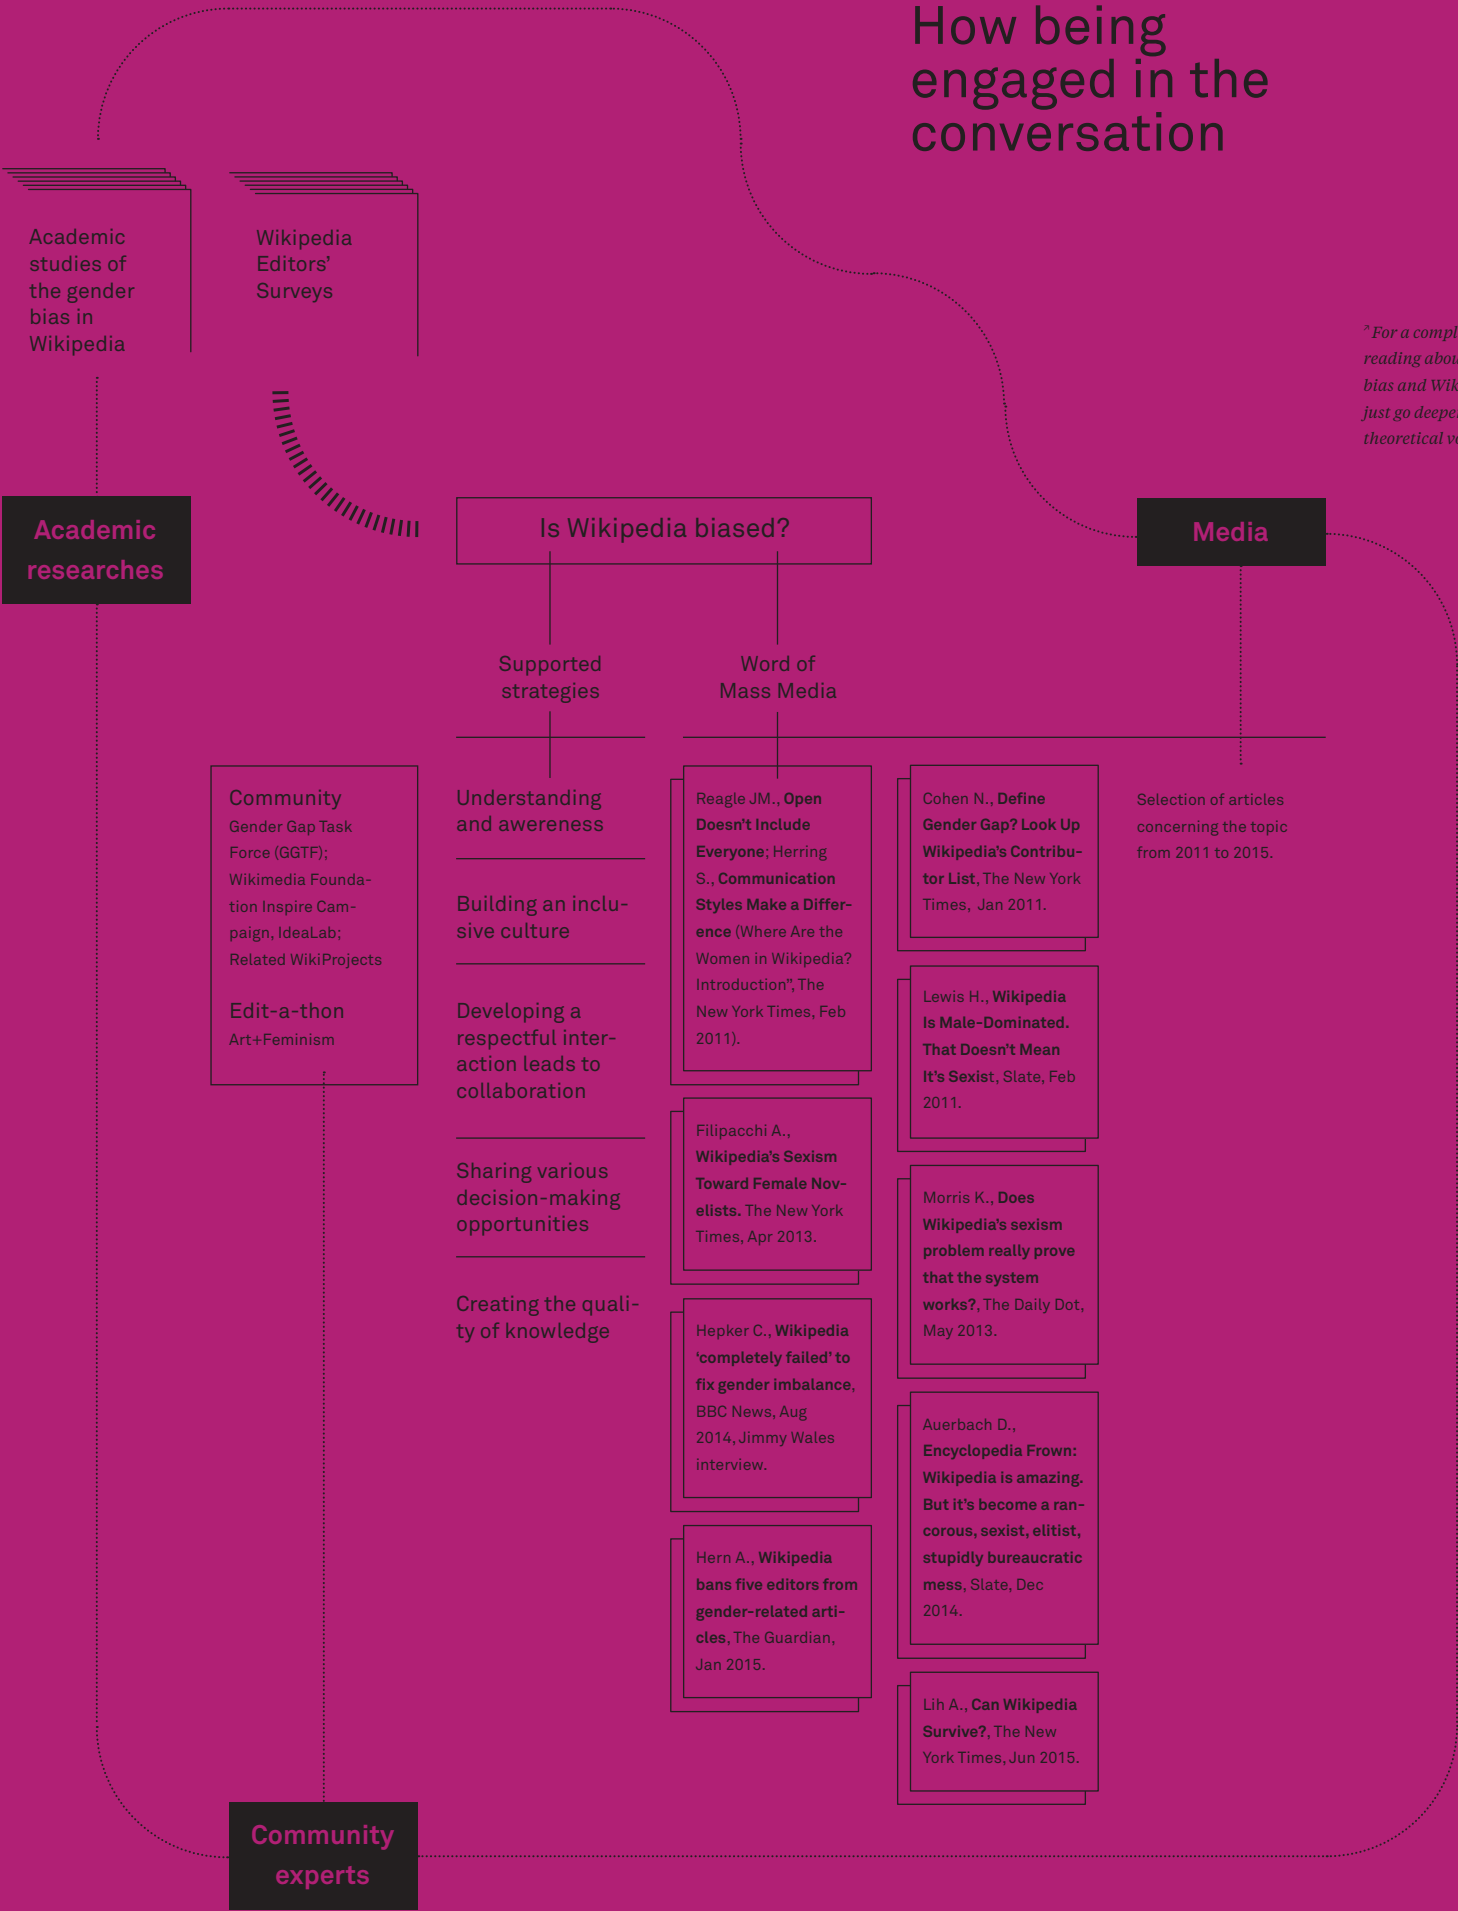 How being
engaged in the
conversation
Academic
studies of
the gender
bias in
Wikipedia
Wikipedia
Editors’
Surveys
↗ For a compl
reading abou
bias and Wik
just go deepe
theoretical v
Academic
researches
Is Wikipedia biased?
Media
Supported
strategies
Word of
Mass Media
Community
Gender Gap Task
Force (GGTF);
Wikimedia Founda-
tion Inspire Cam-
paign, IdeaLab;
Related WikiProjects
Edit-a-thon
Art+Feminism
Understanding
and awereness
Building an inclu-
sive culture
Developing a
respectful inter-
action leads to
collaboration
Sharing various
decision-making
opportunities
Creating the quali-
ty of knowledge
Reagle JM., Open
Doesn’t Include
Everyone; Herring
S., Communication
Styles Make a Differ-
ence (Where Are the
Women in Wikipedia?
Introduction”, The
New York Times, Feb
2011).
Filipacchi A.,
Wikipedia’s Sexism
Toward Female Nov-
elists. The New York
Times, Apr 2013.
Hepker C., Wikipedia
‘completely failed’ to
fix gender imbalance,
BBC News, Aug
2014, Jimmy Wales
interview.
Hern A., Wikipedia
bans five editors from
gender-related arti-
cles, The Guardian,
Jan 2015.
Cohen N., Define
Gender Gap? Look Up
Wikipedia’s Contribu-
tor List, The New York
Times, Jan 2011.
Lewis H., Wikipedia
Is Male-Dominated.
That Doesn’t Mean
It’s Sexist, Slate, Feb
2011.
Morris K., Does
Wikipedia’s sexism
problem really prove
that the system
works?, The Daily Dot,
May 2013.
Auerbach D.,
Encyclopedia Frown:
Wikipedia is amazing.
But it’s become a ran-
corous, sexist, elitist,
stupidly bureaucratic
mess, Slate, Dec
2014.
Lih A., Can Wikipedia
Survive?, The New
York Times, Jun 2015.
Selection of articles
concerning the topic
from 2011 to 2015.
Community
experts